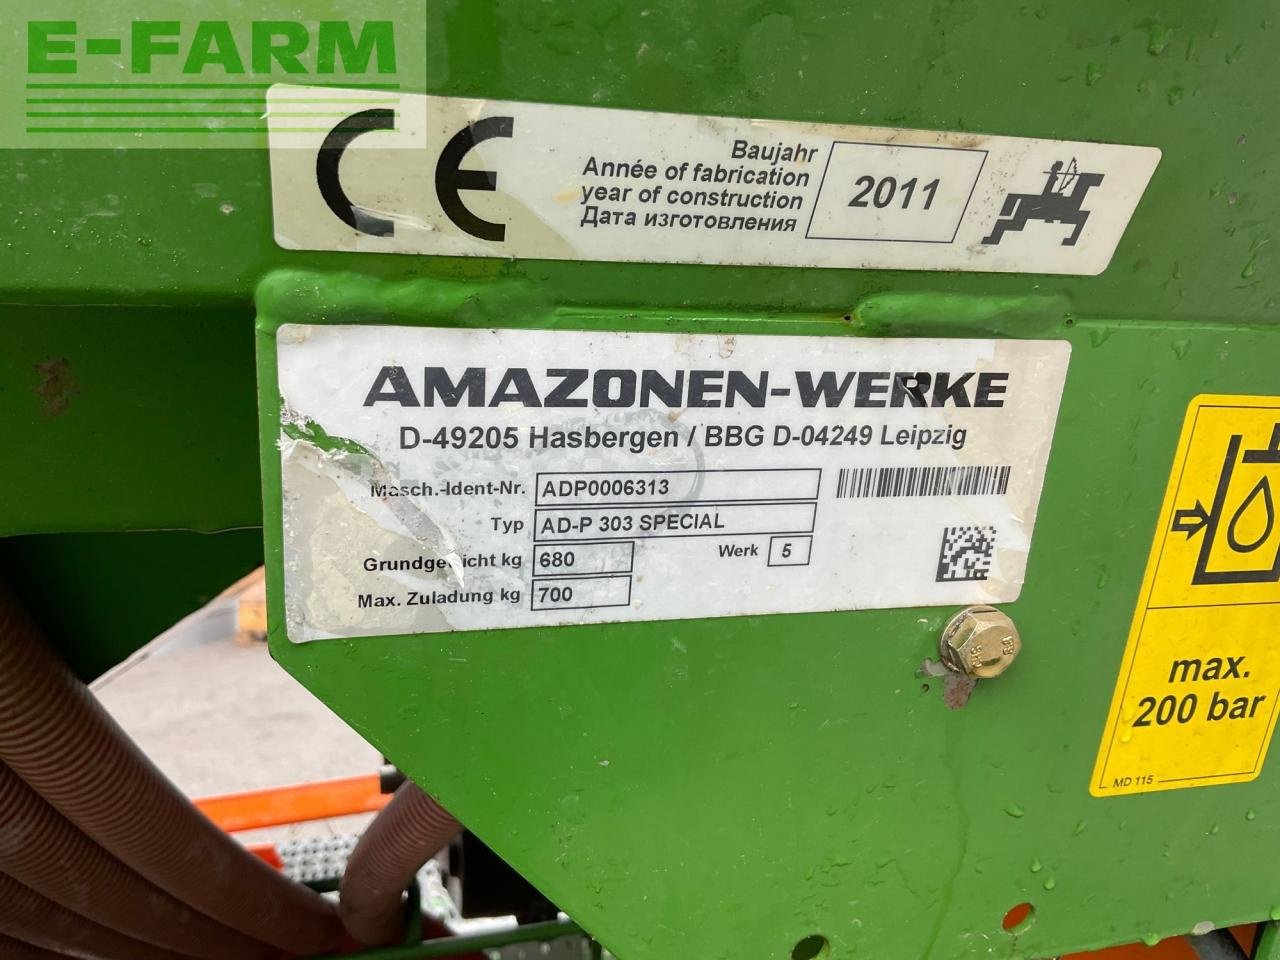 E-FARM
CE
Baujahr
Année of fabrication
year of construction
Дата изготовления
2011
AMAZONEN-WERKE
D-49205 Hasbergen / BBG D-04249 Leipzig
Masch.-Ident-Nr. ADP0006313
Typ AD-P 303 SPECIAL
Grundgewicht kg 680
Werk 5
Max. Zuladung kg 700
max.
200 bar
MD 115